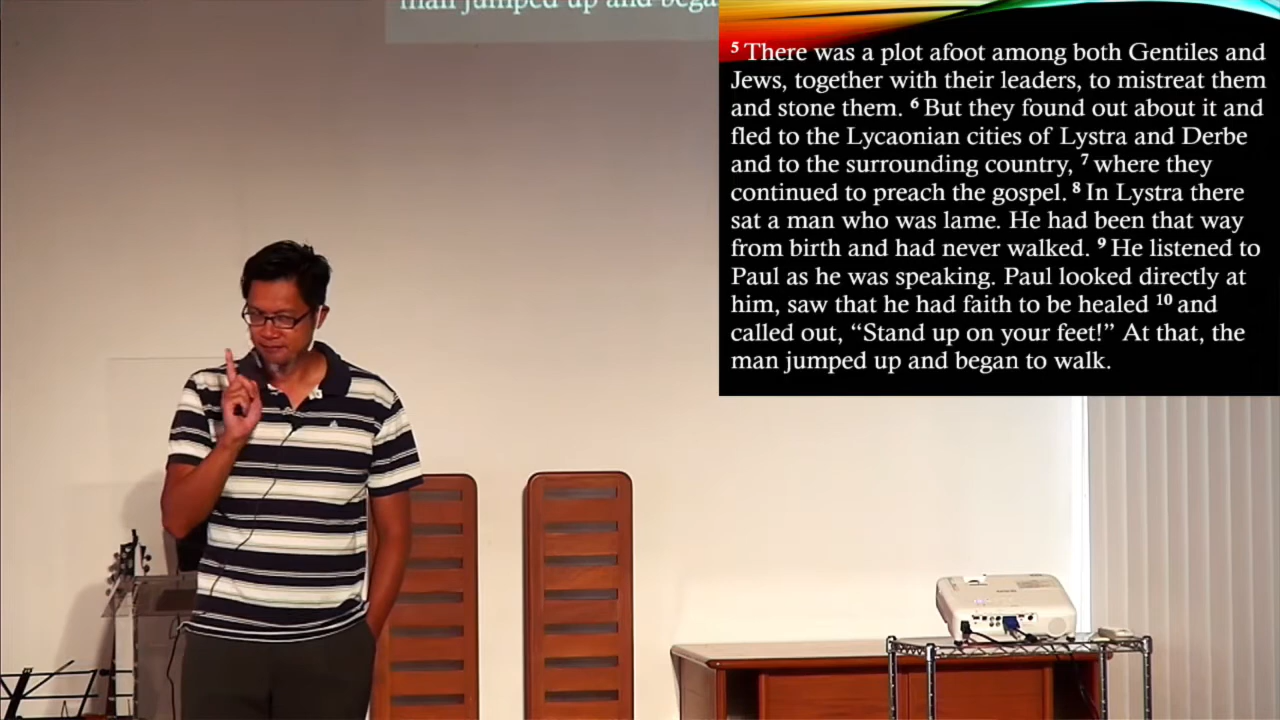 man jumped up and bega
5 There was a plot afoot among both Gentiles and
Jews, together with their leaders, to mistreat them
and stone them. 6 But they found out about it and
fled to the Lycaonian cities of Lystra and Derbe
and to the surrounding country, 7 where they
continued to preach the gospel. 8 In Lystra there
sat a man who was lame. He had been that way
from birth and had never walked. 9 He listened to
Paul as he was speaking. Paul looked directly at
him, saw that he had faith to be healed 10 and
called out, “Stand up on your feet!” At that, the
man jumped up and began to walk.